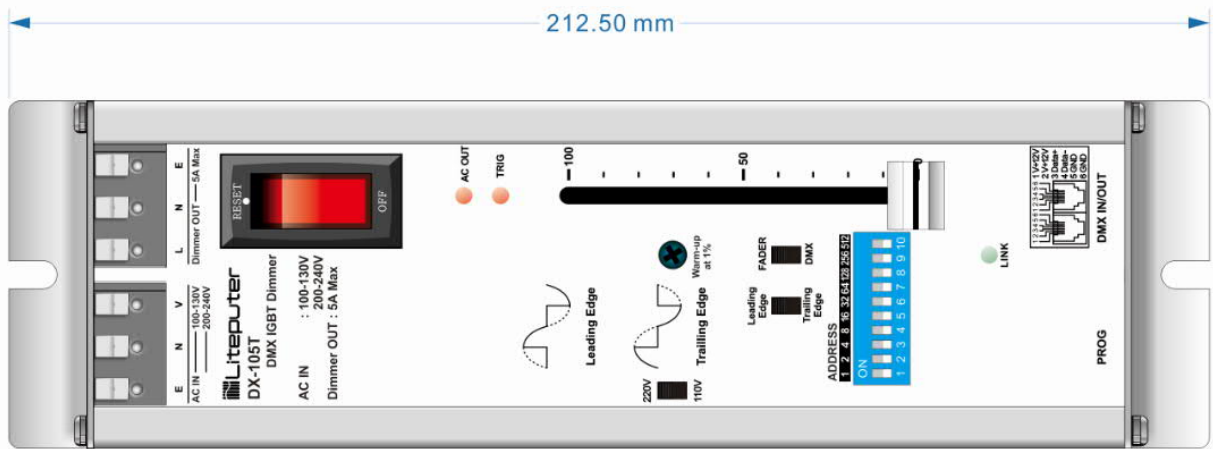 212.50 mm
E N L
Dimmer OUT 5A Max
E N V
AC IN 100-130V
200-240V
RESET
OFF
Liteputer
DX-105T
DMX IGBT Dimmer
AC IN : 100-130V
200-240V
Dimmer OUT : 5A Max
AC OUT
TRIG
100
50
0
Warm-up
at 1%
Leading Edge
Trailling Edge
220V
110V
FADER
DMX
Leading
Edge
Trailing
Edge
ADDRESS
1 2 4 8 16 32 64 128 256 512
ON
1 2 3 4 5 6 7 8 9 10
LINK
PROG
1 V+12V
2 V+12V
3 Data+
4 Data-
5 GND
6 GND
123456
123456
DMX IN/OUT